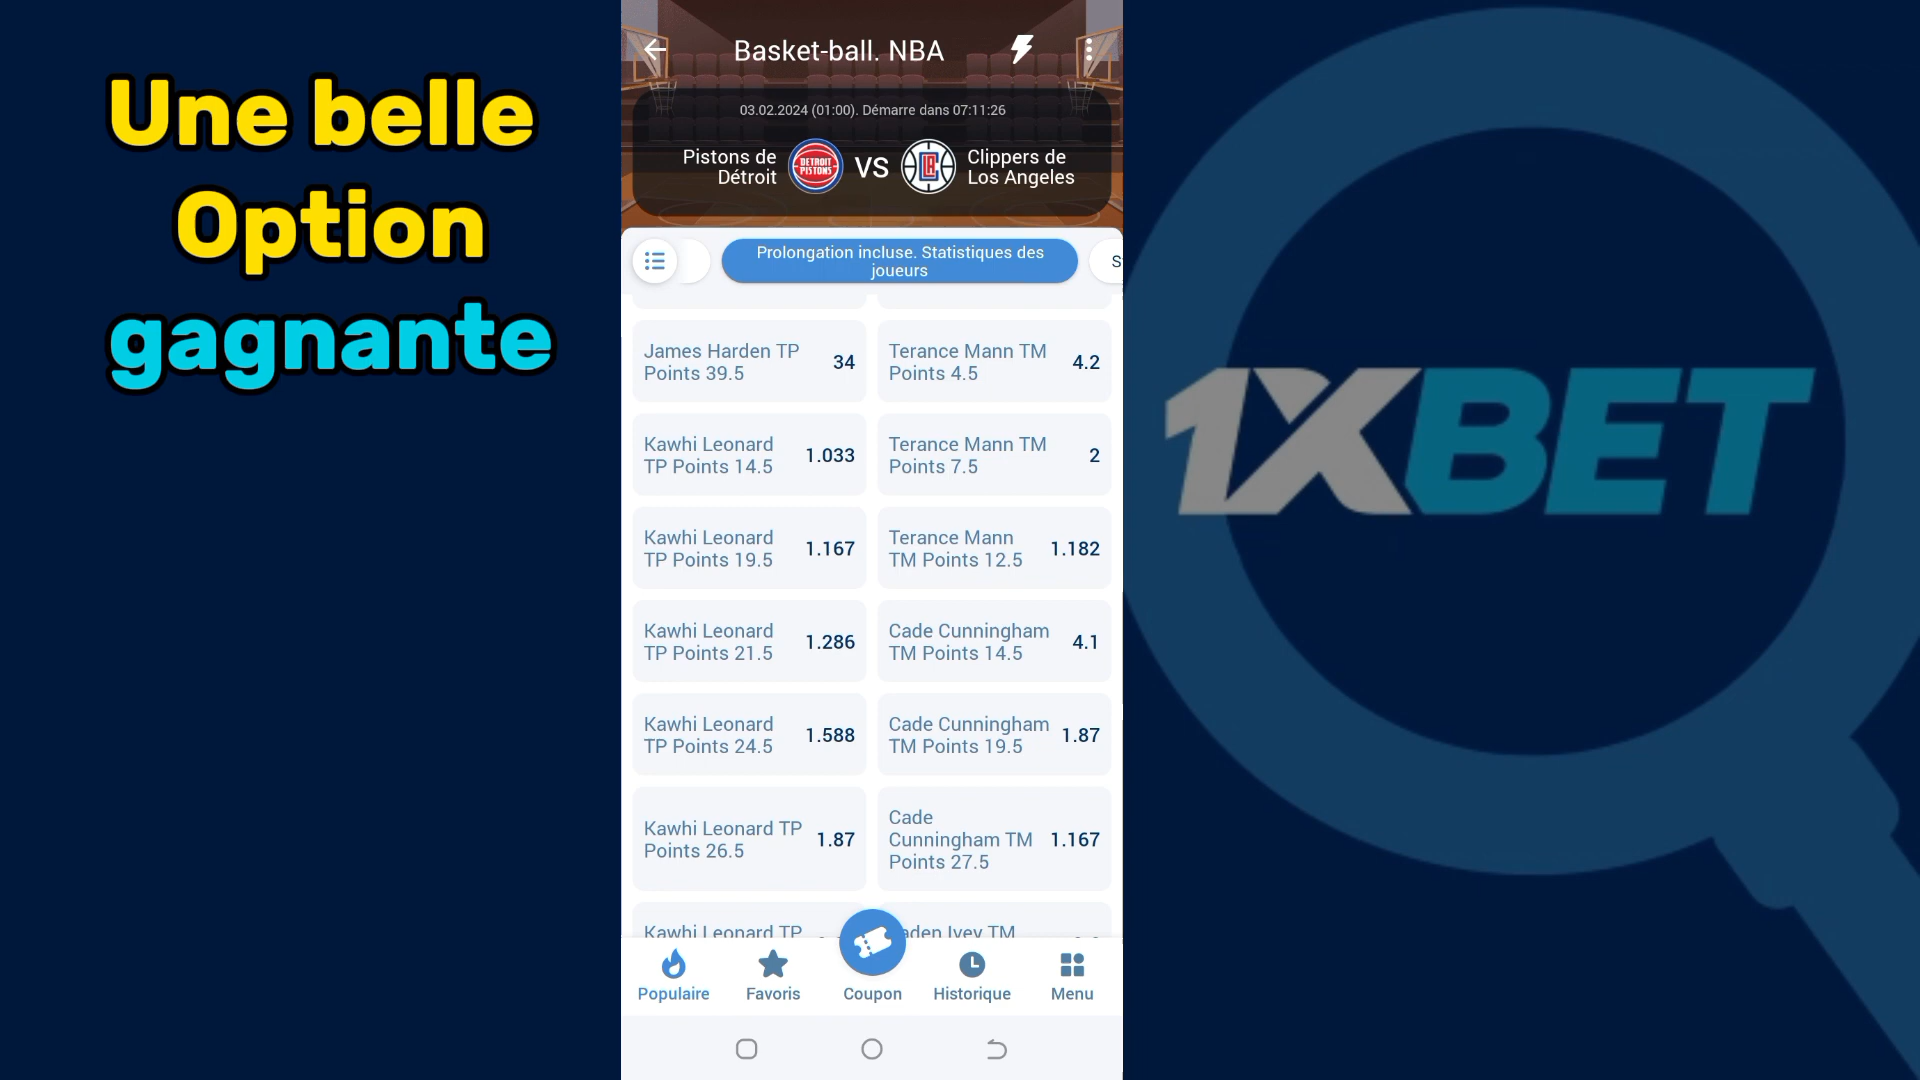 Une belle
Option
gagnante
Basket-ball. NBA
03.02.2024 (01:00). Démarre dans 07:11:26
Pistons de
Détroit
DETROIT
PISTONS
VS
LA
Clippers de
Los Angeles
Prolongation incluse. Statistiques des
joueurs
S
James Harden TP
Points 39.5
34
Terance Mann TM
Points 4.5
4.2
Kawhi Leonard
TP Points 14.5
1.033
Terance Mann TM
Points 7.5
2
Kawhi Leonard
TP Points 19.5
1.167
Terance Mann
TM Points 12.5
1.182
Kawhi Leonard
TP Points 21.5
1.286
Cade Cunningham
TM Points 14.5
4.1
Kawhi Leonard
TP Points 24.5
1.588
Cade Cunningham
TM Points 19.5
1.87
Kawhi Leonard TP
Points 26.5
1.87
Cade
Cunningham TM
Points 27.5
1.167
Kawhi Leonard TP
aden Ivey TM
Populaire
Favoris
Coupon
Historique
Menu
1XBET